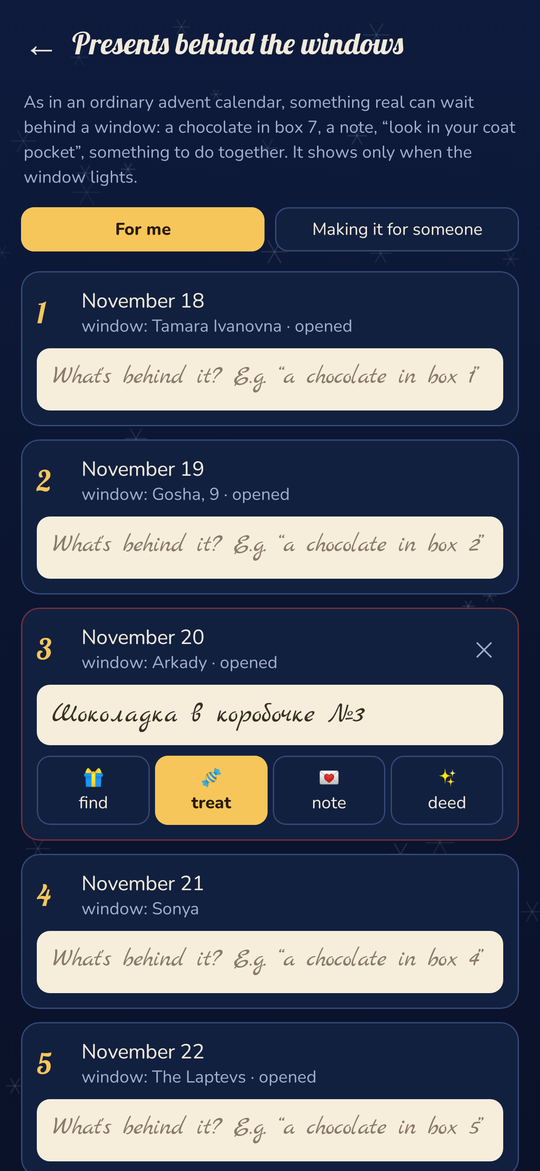 ← Presents behind the windows
As in an ordinary advent calendar, something real can wait
behind a window: a chocolate in box 7, a note, “look in your coat
pocket”, something to do together. It shows only when the
window lights.
For me
Making it for someone
1
November 18
window: Tamara Ivanovna · opened
What's behind it? E.g. “a chocolate in box 1”
2
November 19
window: Gosha, 9 · opened
What's behind it? E.g. “a chocolate in box 2”
3
November 20
window: Arkady · opened
Шоколадка в коробочке №3
find
treat
note
deed
4
November 21
window: Sonya
What's behind it? E.g. “a chocolate in box 4”
5
November 22
window: The Laptevs · opened
What's behind it? E.g. “a chocolate in box 5”